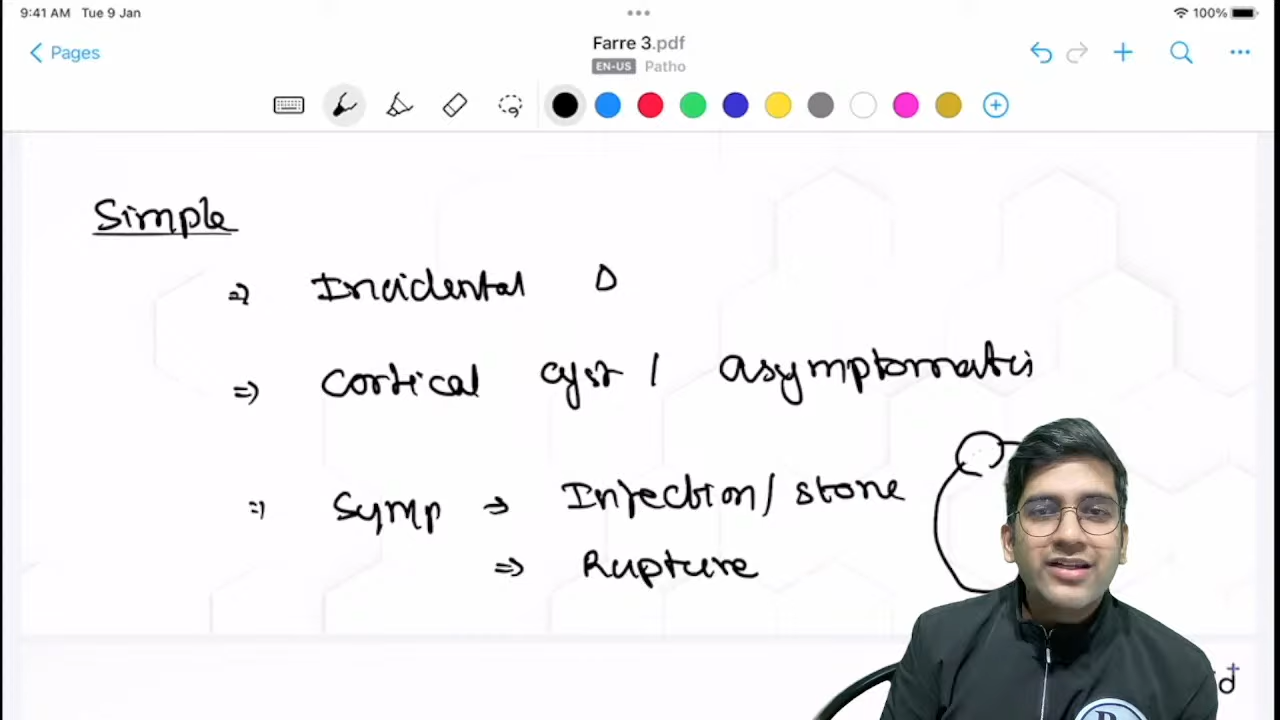 9:41 AM Tue 9 Jan
100%
Pages
Farre 3.pdf
EN-US Patho
Simple
⇒ Incidental Δ
⇒ Cortical cyst / asymptomatic
⇒ Symp → Infection / stone
⇒ Rupture